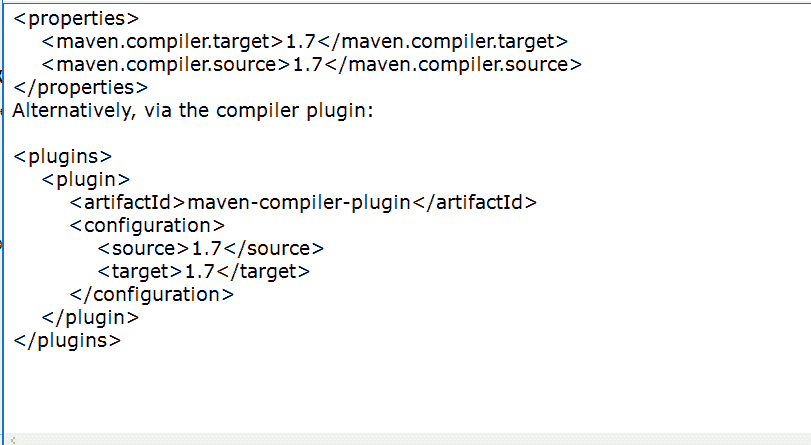 <properties>
    <maven.compiler.target>1.7</maven.compiler.target>
    <maven.compiler.source>1.7</maven.compiler.source>
</properties>
Alternatively, via the compiler plugin:

<plugins>
    <plugin>
        <artifactId>maven-compiler-plugin</artifactId>
        <configuration>
            <source>1.7</source>
            <target>1.7</target>
        </configuration>
    </plugin>
</plugins>